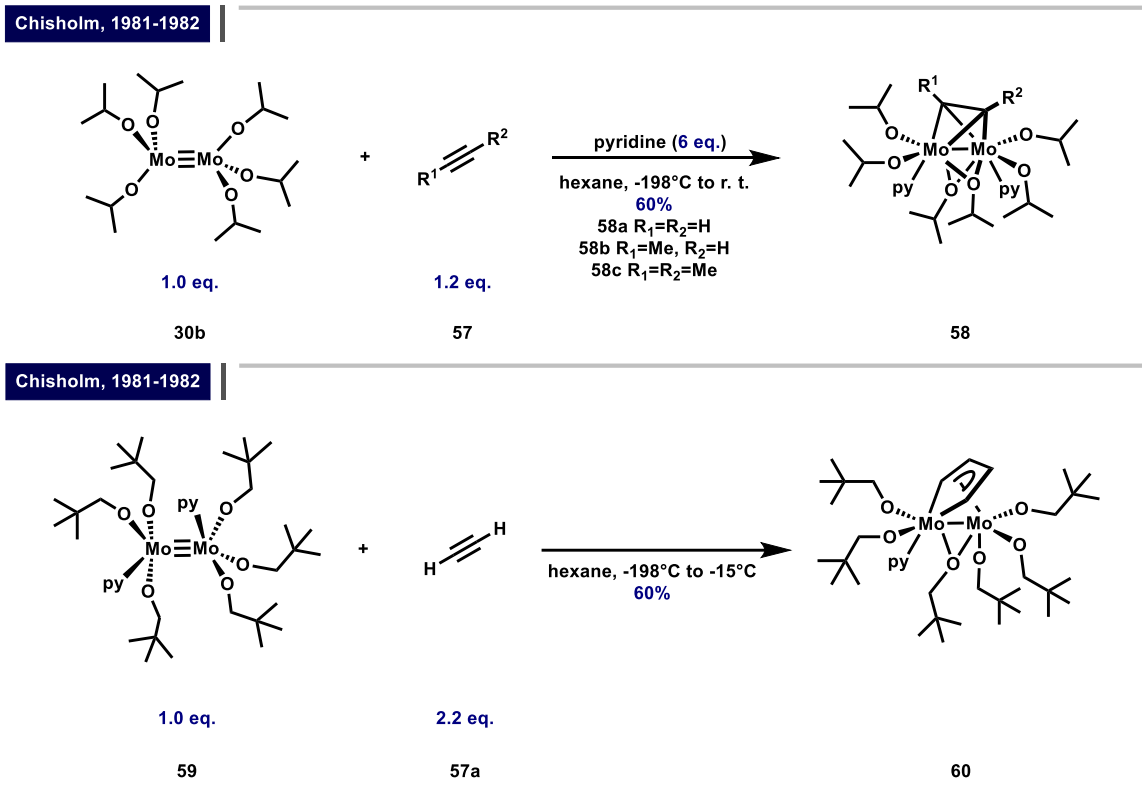 Chisholm, 1981-1982
O
O
O
Mo
Mo
O
O
O
+
R1
R2
pyridine (6 eq.)
hexane, -198°C to r. t.
60%
58a R1=R2=H
58b R1=Me, R2=H
58c R1=R2=Me
R1
R2
O
O
Mo
Mo
O
O
py
O
O
py
1.0 eq.
1.2 eq.
30b
57
58
Chisholm, 1981-1982
O
O
py
O
Mo
Mo
O
py
O
O
+
H
H
hexane, -198°C to -15°C
60%
O
O
Mo
Mo
O
O
py
O
O
1.0 eq.
2.2 eq.
59
57a
60